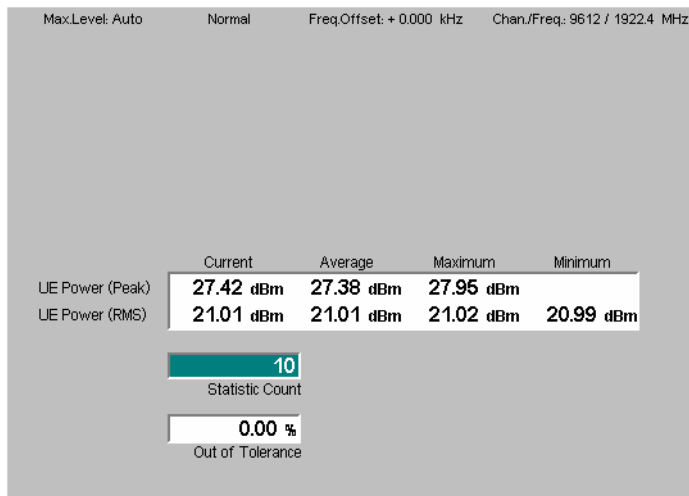 Max.Level: Auto Normal Freq.Offset: + 0.000 kHz Chan./Freq.: 9612 / 1922.4 MHz
Current Average Maximum Minimum
UE Power (Peak) 27.42 dBm 27.38 dBm 27.95 dBm
UE Power (RMS) 21.01 dBm 21.01 dBm 21.02 dBm 20.99 dBm
10
Statistic Count
0.00 %
Out of Tolerance